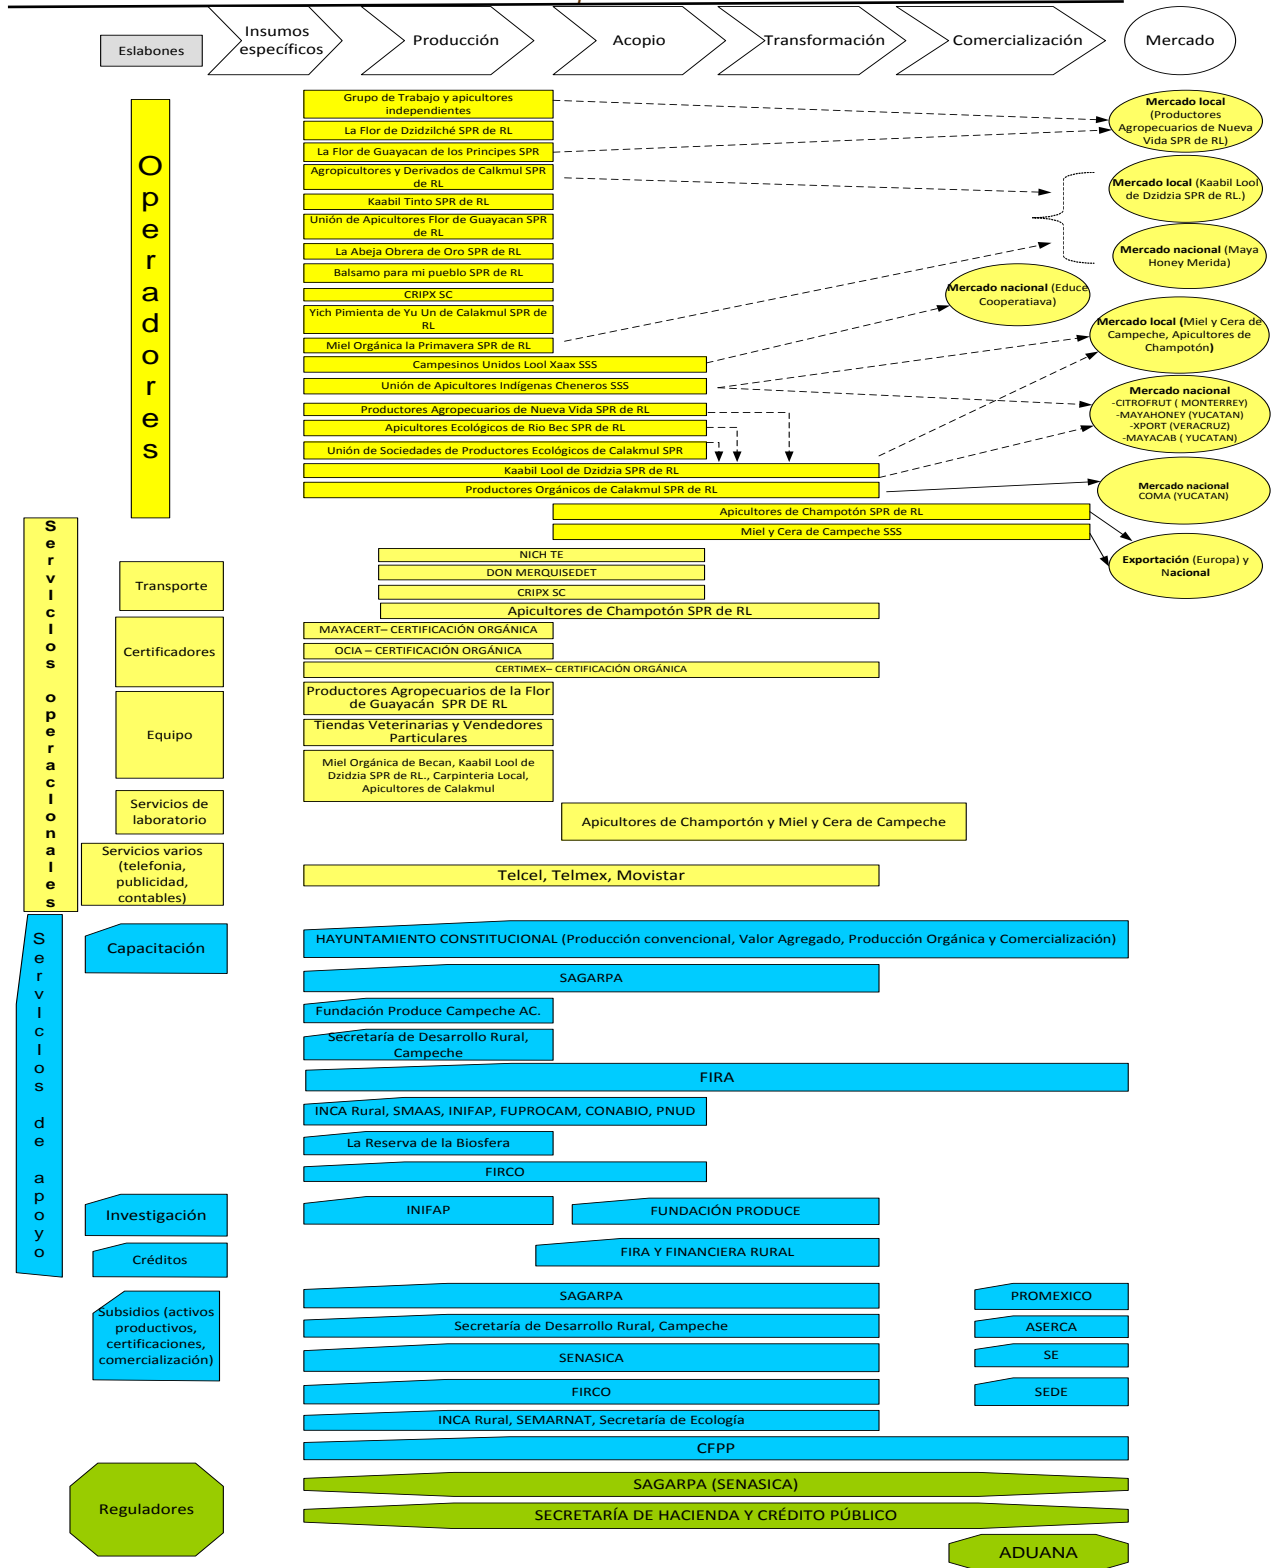 Eslabones
Insumos
específicos
Producción
Acopio
Transformación
Comercialización
Mercado
Operadores
Grupo de Trabajo y apicultores
independientes
La Flor de Dzidzilché SPR de RL
La Flor de Guayacan de los Principes SPR
Agropicultores y Derivados de Calkmul SPR
de RL
Kaabil Tinto SPR de RL
Unión de Apicultores Flor de Guayacan SPR
de RL
La Abeja Obrera de Oro SPR de RL
Balsamo para mi pueblo SPR de RL
CRIPX SC
Yich Pimienta de Yu Un de Calakmul SPR de
RL
Miel Orgánica la Primavera SPR de RL
Campesinos Unidos Lool Xaax SSS
Unión de Apicultores Indígenas Cheneros SSS
Productores Agropecuarios de Nueva Vida SPR de RL
Apicultores Ecológicos de Rio Bec SPR de RL
Unión de Sociedades de Productores Ecológicos de Calakmul SPR
Kaabil Lool de Dzidzia SPR de RL
Productores Orgánicos de Calakmul SPR de RL
Apicultores de Champotón SPR de RL
Miel y Cera de Campeche SSS
Mercado local
(Productores
Agropecuarios de Nueva
Vida SPR de RL)
Mercado local (Kaabil Lool
de Dzidzia SPR de RL.)
Mercado nacional (Maya
Honey Merida)
Mercado nacional (Educe
Cooperatiava)
Mercado local (Miel y Cera de
Campeche, Apicultores de
Champotón)
Mercado nacional
-CITROFRUT ( MONTERREY)
-MAYAHONEY (YUCATAN)
-XPORT (VERACRUZ)
-MAYACAB ( YUCATAN)
Mercado nacional
COMA (YUCATAN)
Exportación (Europa) y
Nacional
ServIcIos operacIonales
Transporte
NICH TE
DON MERQUISEDET
CRIPX SC
Apicultores de Champotón SPR de RL
Certificadores
MAYACERT– CERTIFICACIÓN ORGÁNICA
OCIA – CERTIFICACIÓN ORGÁNICA
CERTIMEX– CERTIFICACIÓN ORGÁNICA
Equipo
Productores Agropecuarios de la Flor
de Guayacán SPR DE RL
Tiendas Veterinarias y Vendedores
Particulares
Miel Orgánica de Becan, Kaabil Lool de
Dzidzia SPR de RL., Carpinteria Local,
Apicultores de Calakmul
Servicios de
laboratorio
Apicultores de Champortón y Miel y Cera de Campeche
Servicios varios
(telefonia,
publicidad,
contables)
Telcel, Telmex, Movistar
ServIcIos de apoyo
Capacitación
HAYUNTAMIENTO CONSTITUCIONAL (Producción convencional, Valor Agregado, Producción Orgánica y Comercialización)
SAGARPA
Fundación Produce Campeche AC.
Secretaría de Desarrollo Rural,
Campeche
FIRA
INCA Rural, SMAAS, INIFAP, FUPROCAM, CONABIO, PNUD
La Reserva de la Biosfera
FIRCO
Investigación
INIFAP
FUNDACIÓN PRODUCE
Créditos
FIRA Y FINANCIERA RURAL
Subsidios (activos
productivos,
certificaciones,
comercialización)
SAGARPA
PROMEXICO
Secretaría de Desarrollo Rural, Campeche
ASERCA
SENASICA
SE
FIRCO
SEDE
INCA Rural, SEMARNAT, Secretaría de Ecología
CFPP
Reguladores
SAGARPA (SENASICA)
SECRETARÍA DE HACIENDA Y CRÉDITO PÚBLICO
ADUANA